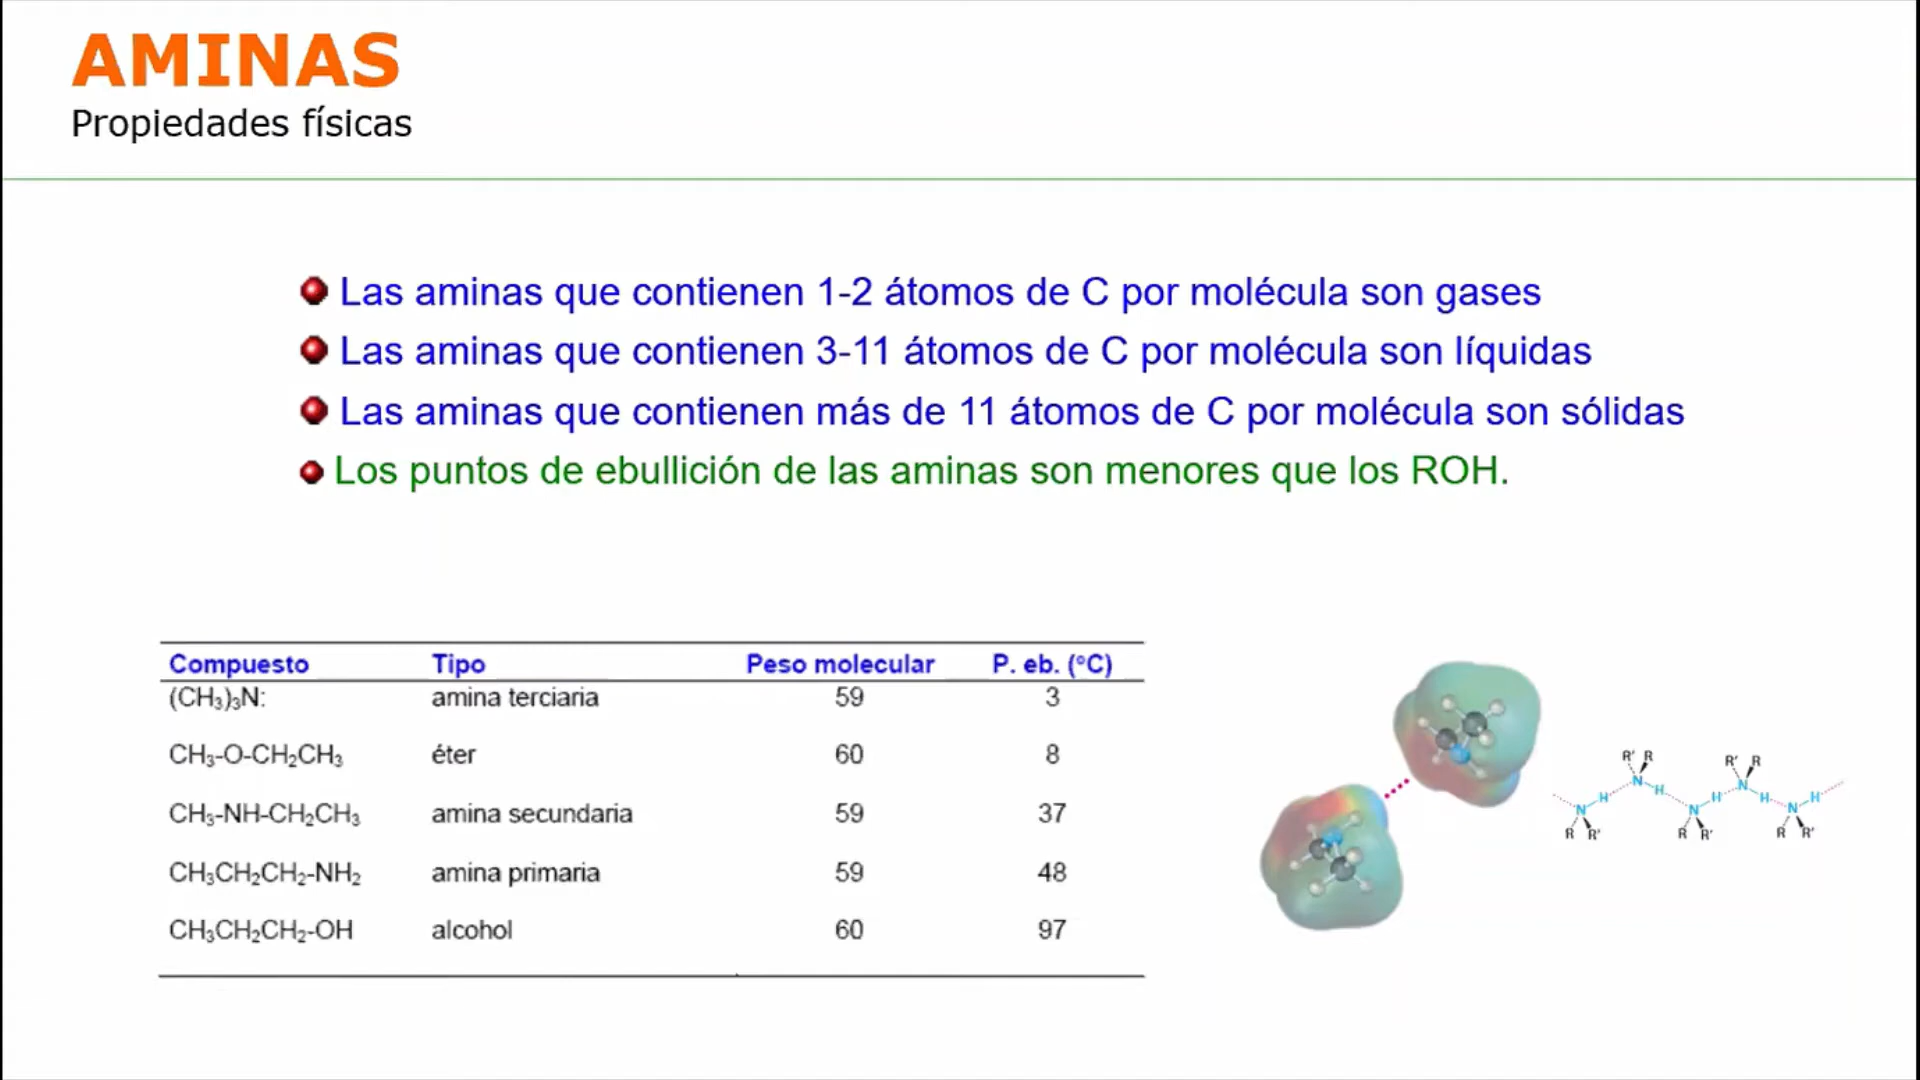 AMINAS
Propiedades físicas
Las aminas que contienen 1-2 átomos de C por molécula son gases
Las aminas que contienen 3-11 átomos de C por molécula son líquidas
Las aminas que contienen más de 11 átomos de C por molécula son sólidas
Los puntos de ebullición de las aminas son menores que los ROH.
Compuesto Tipo Peso molecular P. eb. (°C)
(CH₃)₃N: amina terciaria 59 3
CH₃-O-CH₂CH₃ éter 60 8
CH₃-NH-CH₂CH₃ amina secundaria 59 37
CH₃CH₂CH₂-NH₂ amina primaria 59 48
CH₃CH₂CH₂-OH alcohol 60 97
R' R R' R
N H N H
N H N H N H
R R' R R' R R'